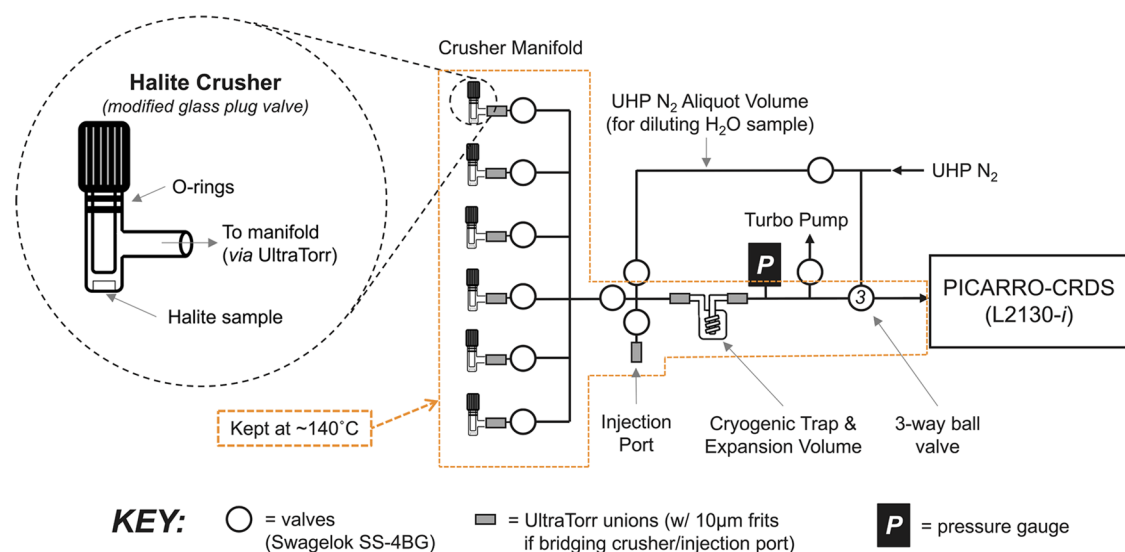 Crusher Manifold
Halite Crusher
(modified glass plug valve)
O-rings
To manifold
(via UltraTorr)
Halite sample
Kept at ~140˚C
UHP N2 Aliquot Volume
(for diluting H2O sample)
UHP N2
Turbo Pump
P
3
PICARRO-CRDS
(L2130-i)
Injection
Port
Cryogenic Trap &
Expansion Volume
3-way ball
valve
KEY:
= valves
(Swagelok SS-4BG)
= UltraTorr unions (w/ 10µm frits
if bridging crusher/injection port)
P
= pressure gauge